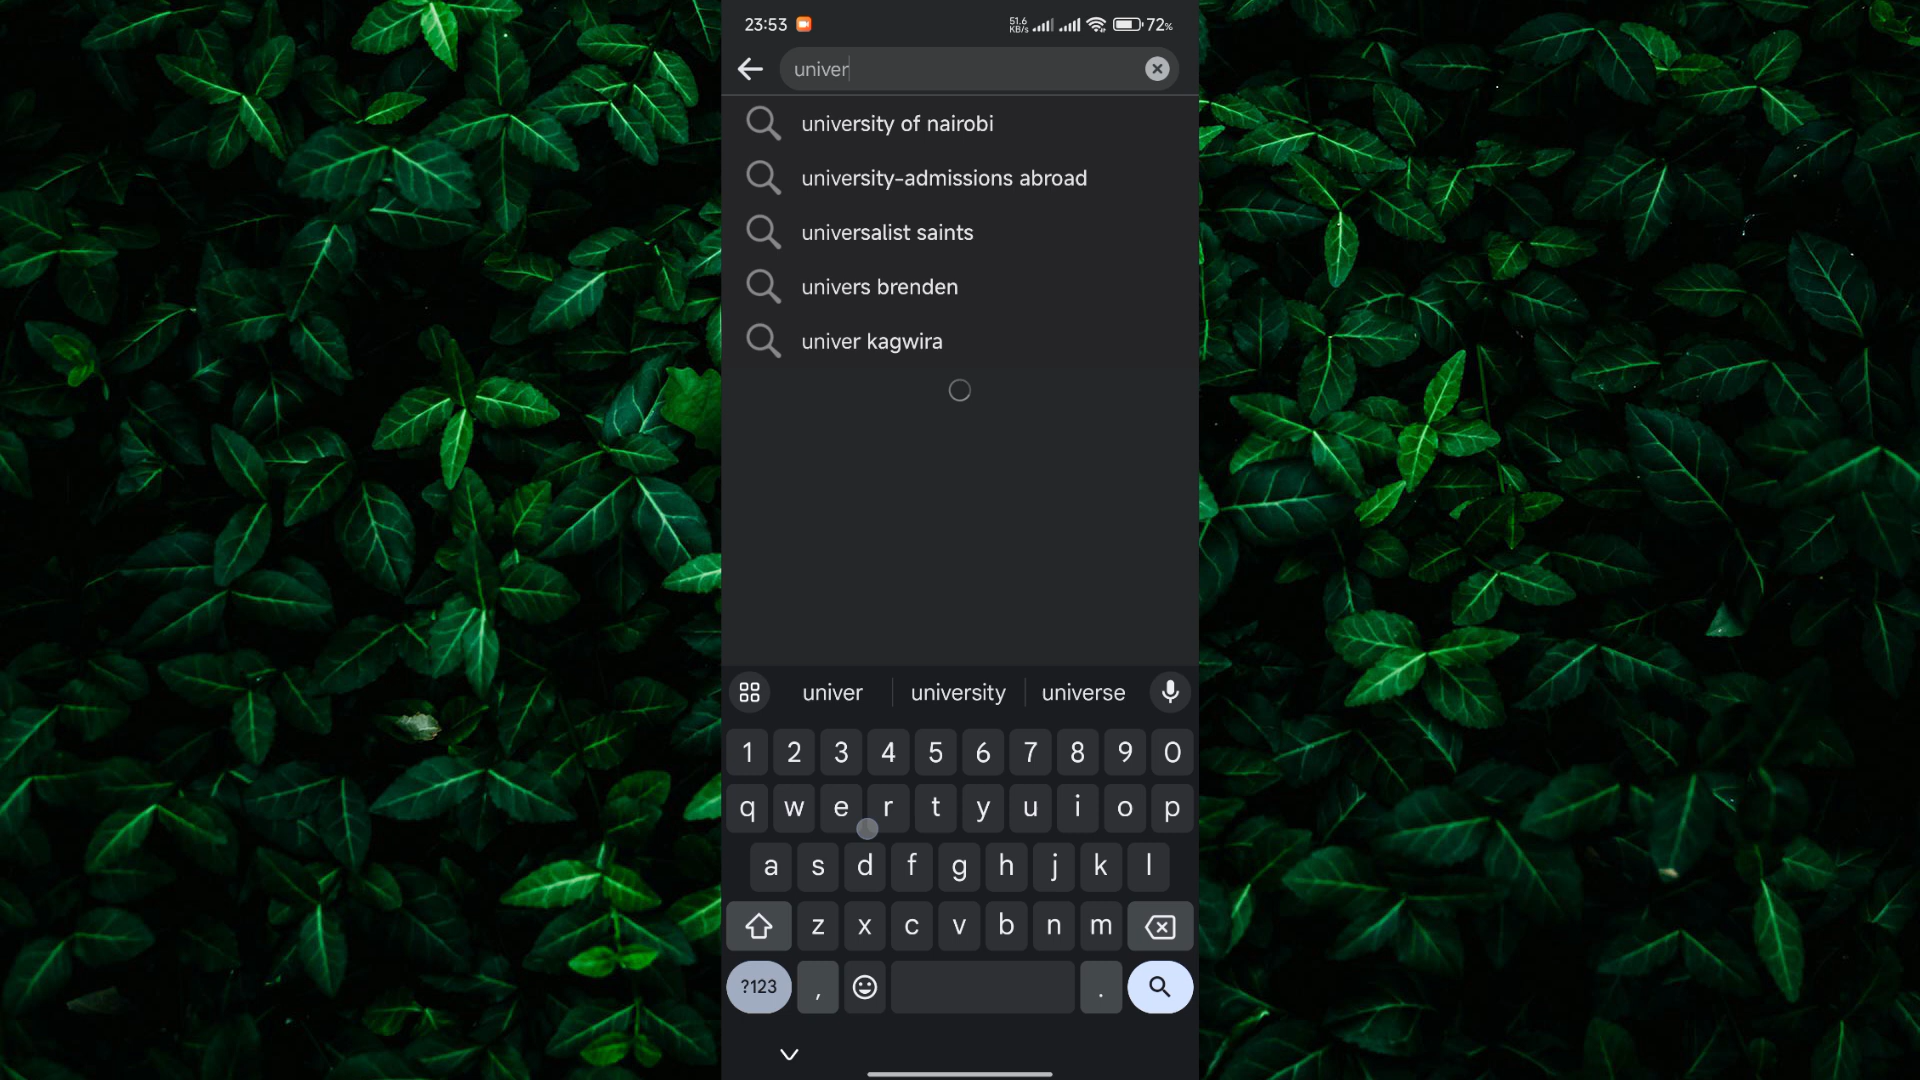 23:53 51.6 KB/s 72%
univer
university of nairobi
university-admissions abroad
universalist saints
univers brenden
univer kagwira
univer university universe
1 2 3 4 5 6 7 8 9 0
q w e r t y u i o p
a s d f g h j k l
z x c v b n m
?123 , .